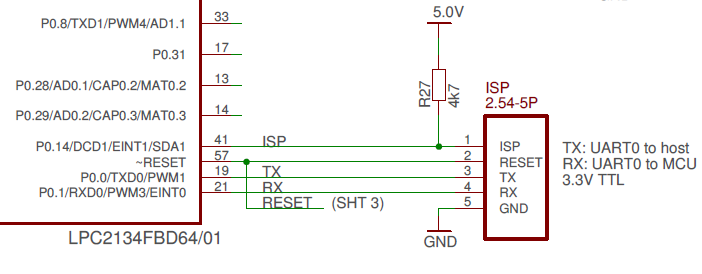 P0.8/TXD1/PWM4/AD1.1 33
5.0V
P0.31 17
P0.28/AD0.1/CAP0.2/MAT0.2 13
R27
4k7
ISP
2.54-5P
P0.29/AD0.2/CAP0.3/MAT0.3 14
P0.14/DCD1/EINT1/SDA1 41 ISP 1 ISP TX: UART0 to host
~RESET 57 2 RESET RX: UART0 to MCU
P0.0/TXD0/PWM1 19 TX 3 TX 3.3V TTL
P0.1/RXD0/PWM3/EINT0 21 RX 4 RX
RESET (SHT 3) 5 GND
LPC2134FBD64/01
GND